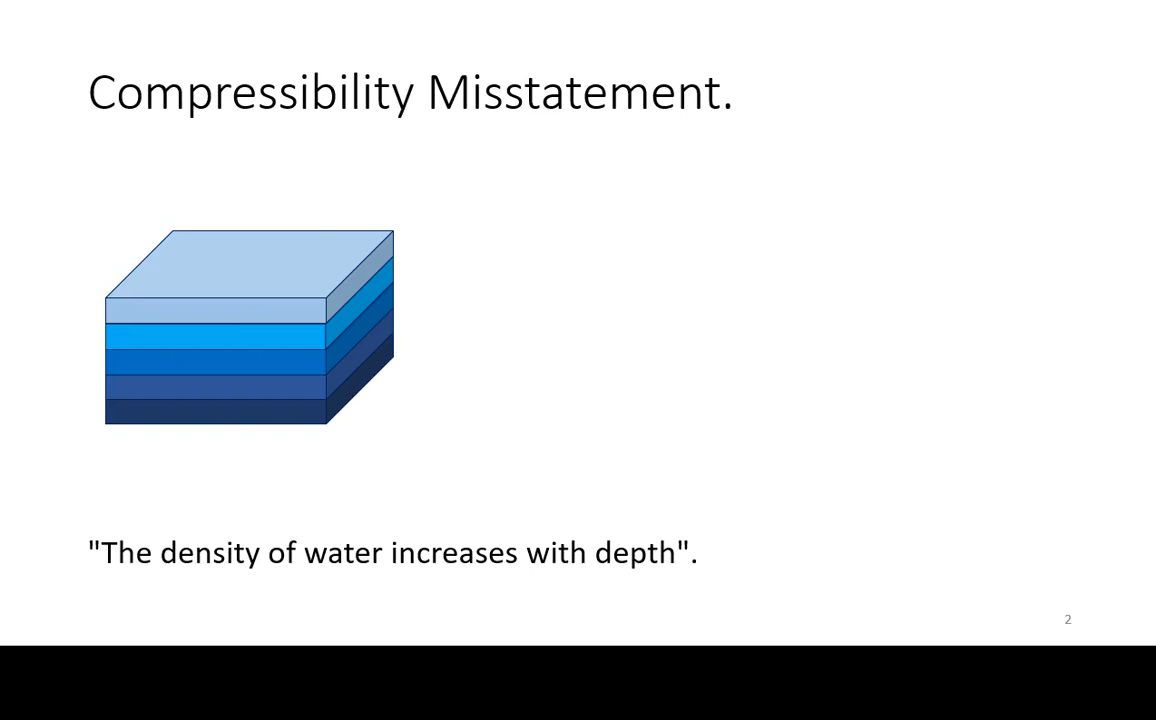 Compressibility Misstatement.
"The density of water increases with depth".
2